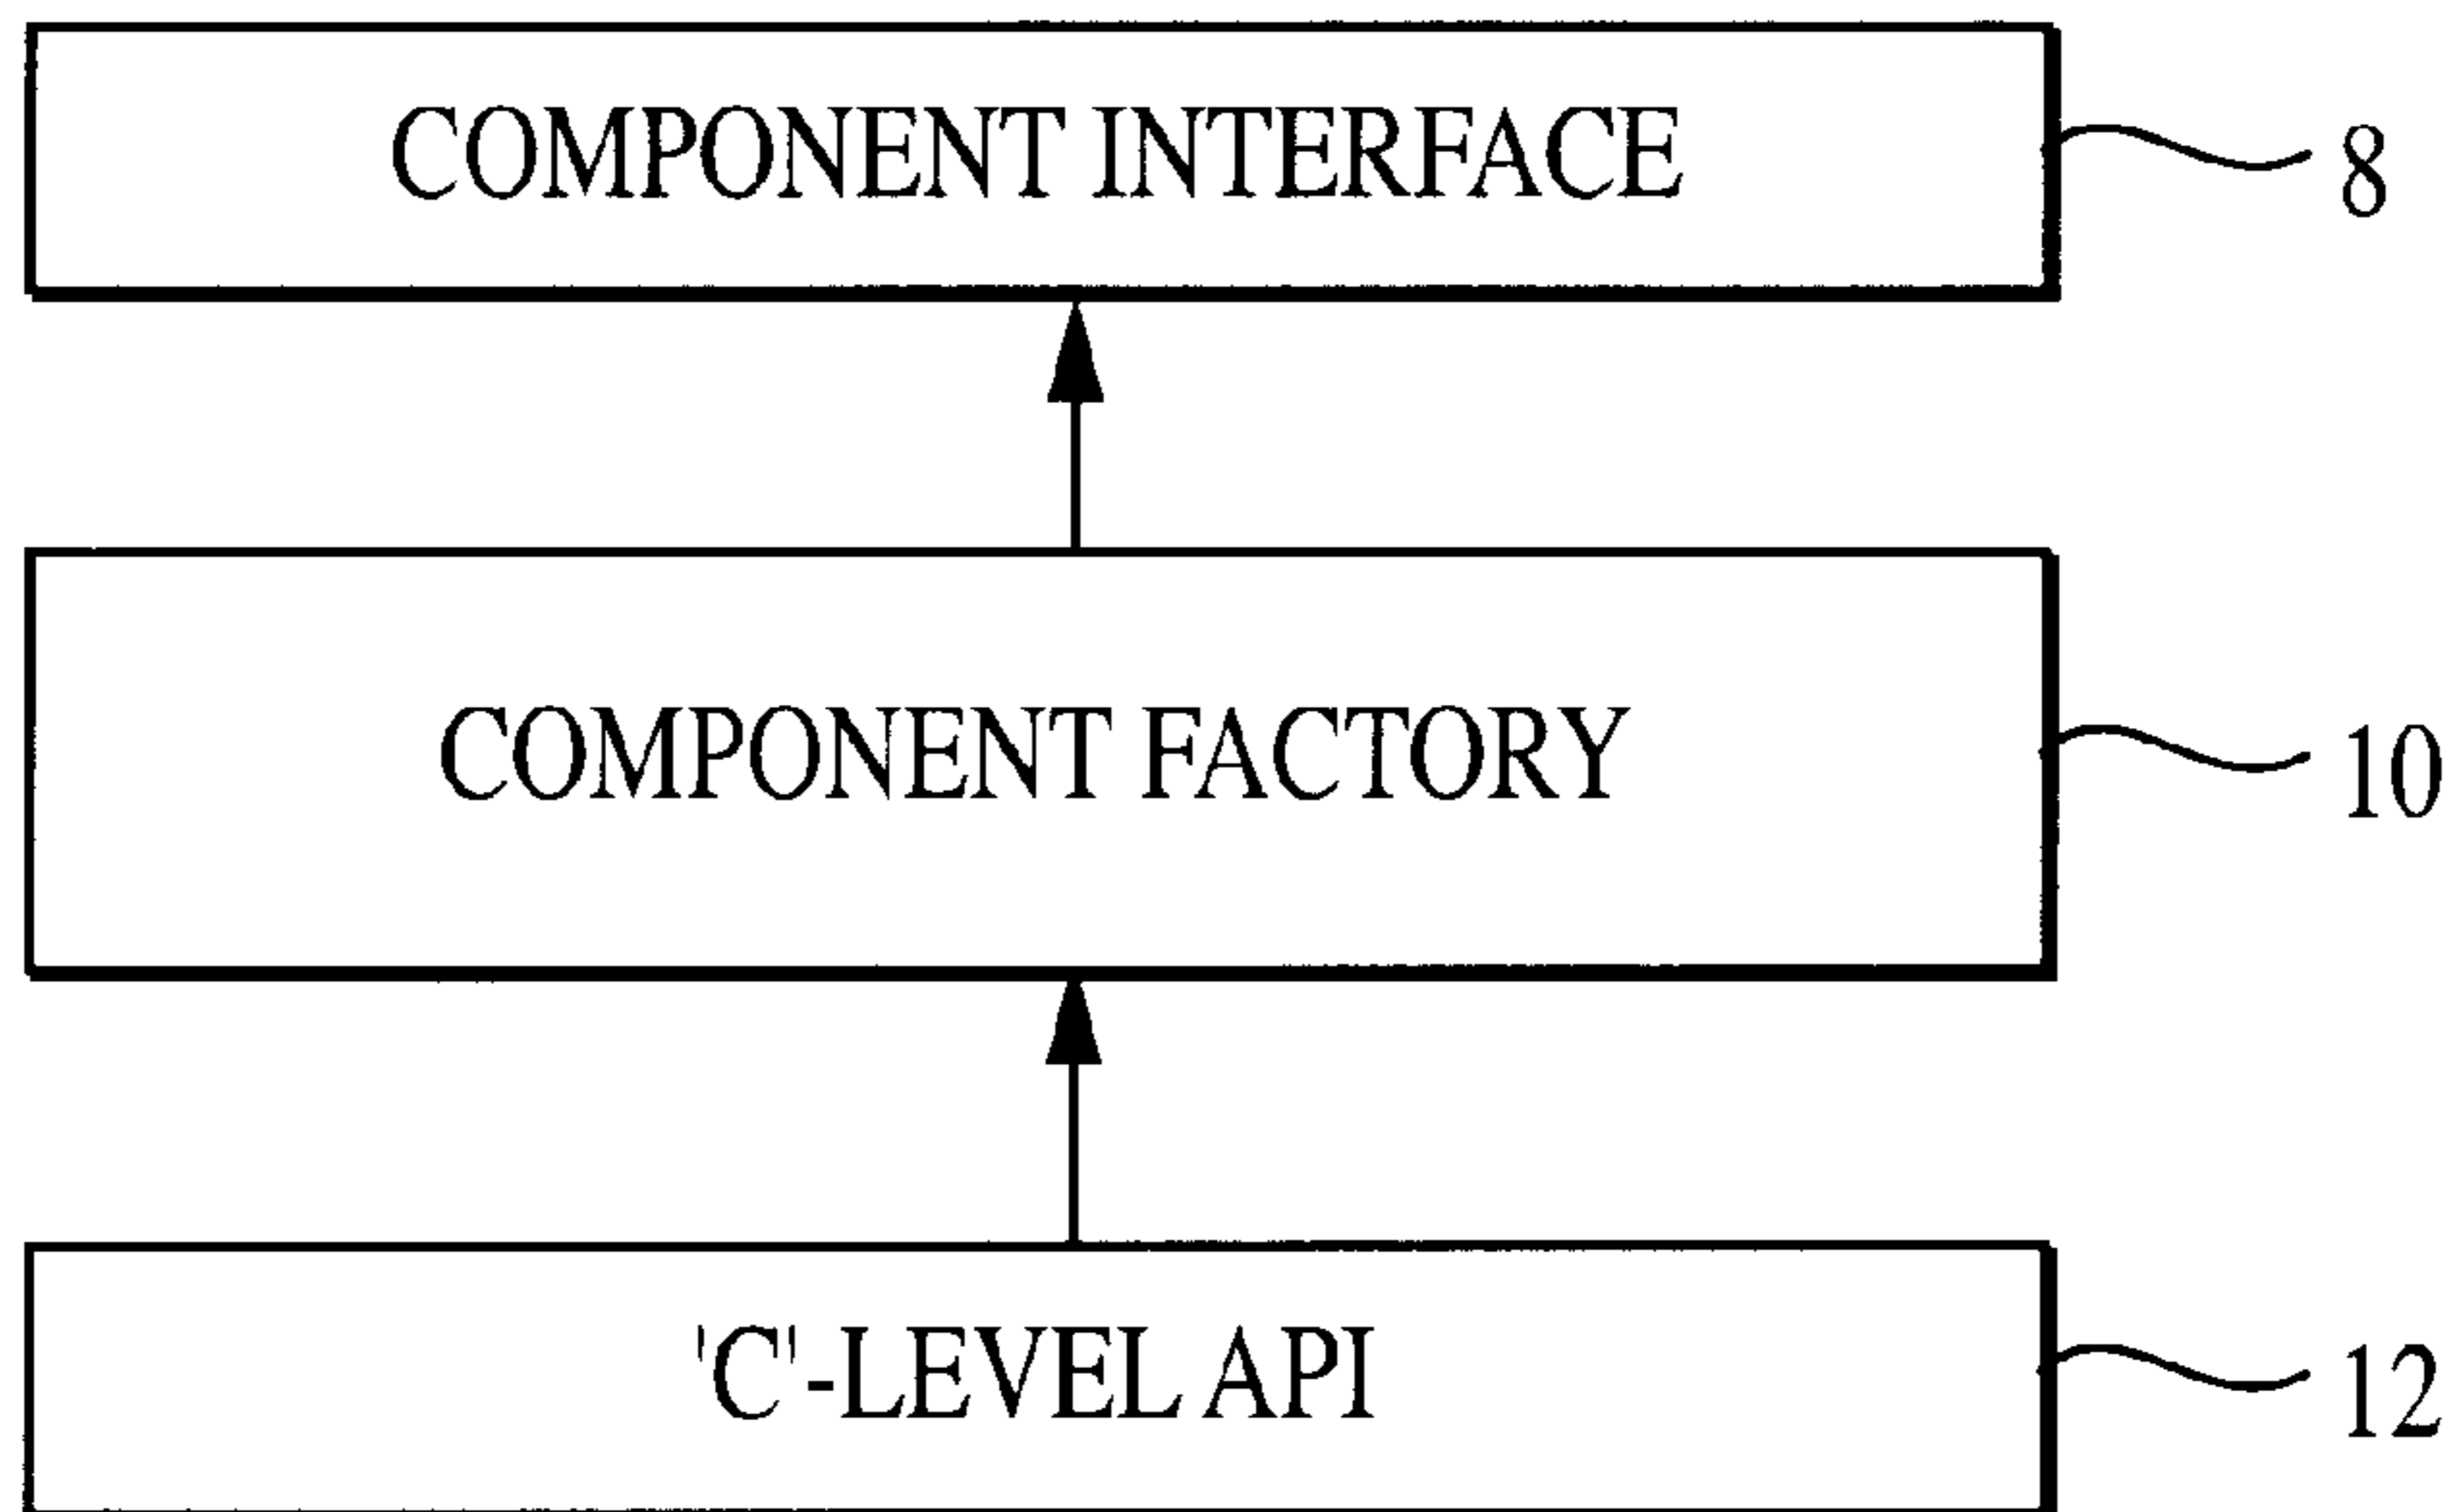 COMPONENT INTERFACE
8
COMPONENT FACTORY
10
'C'-LEVEL API
12